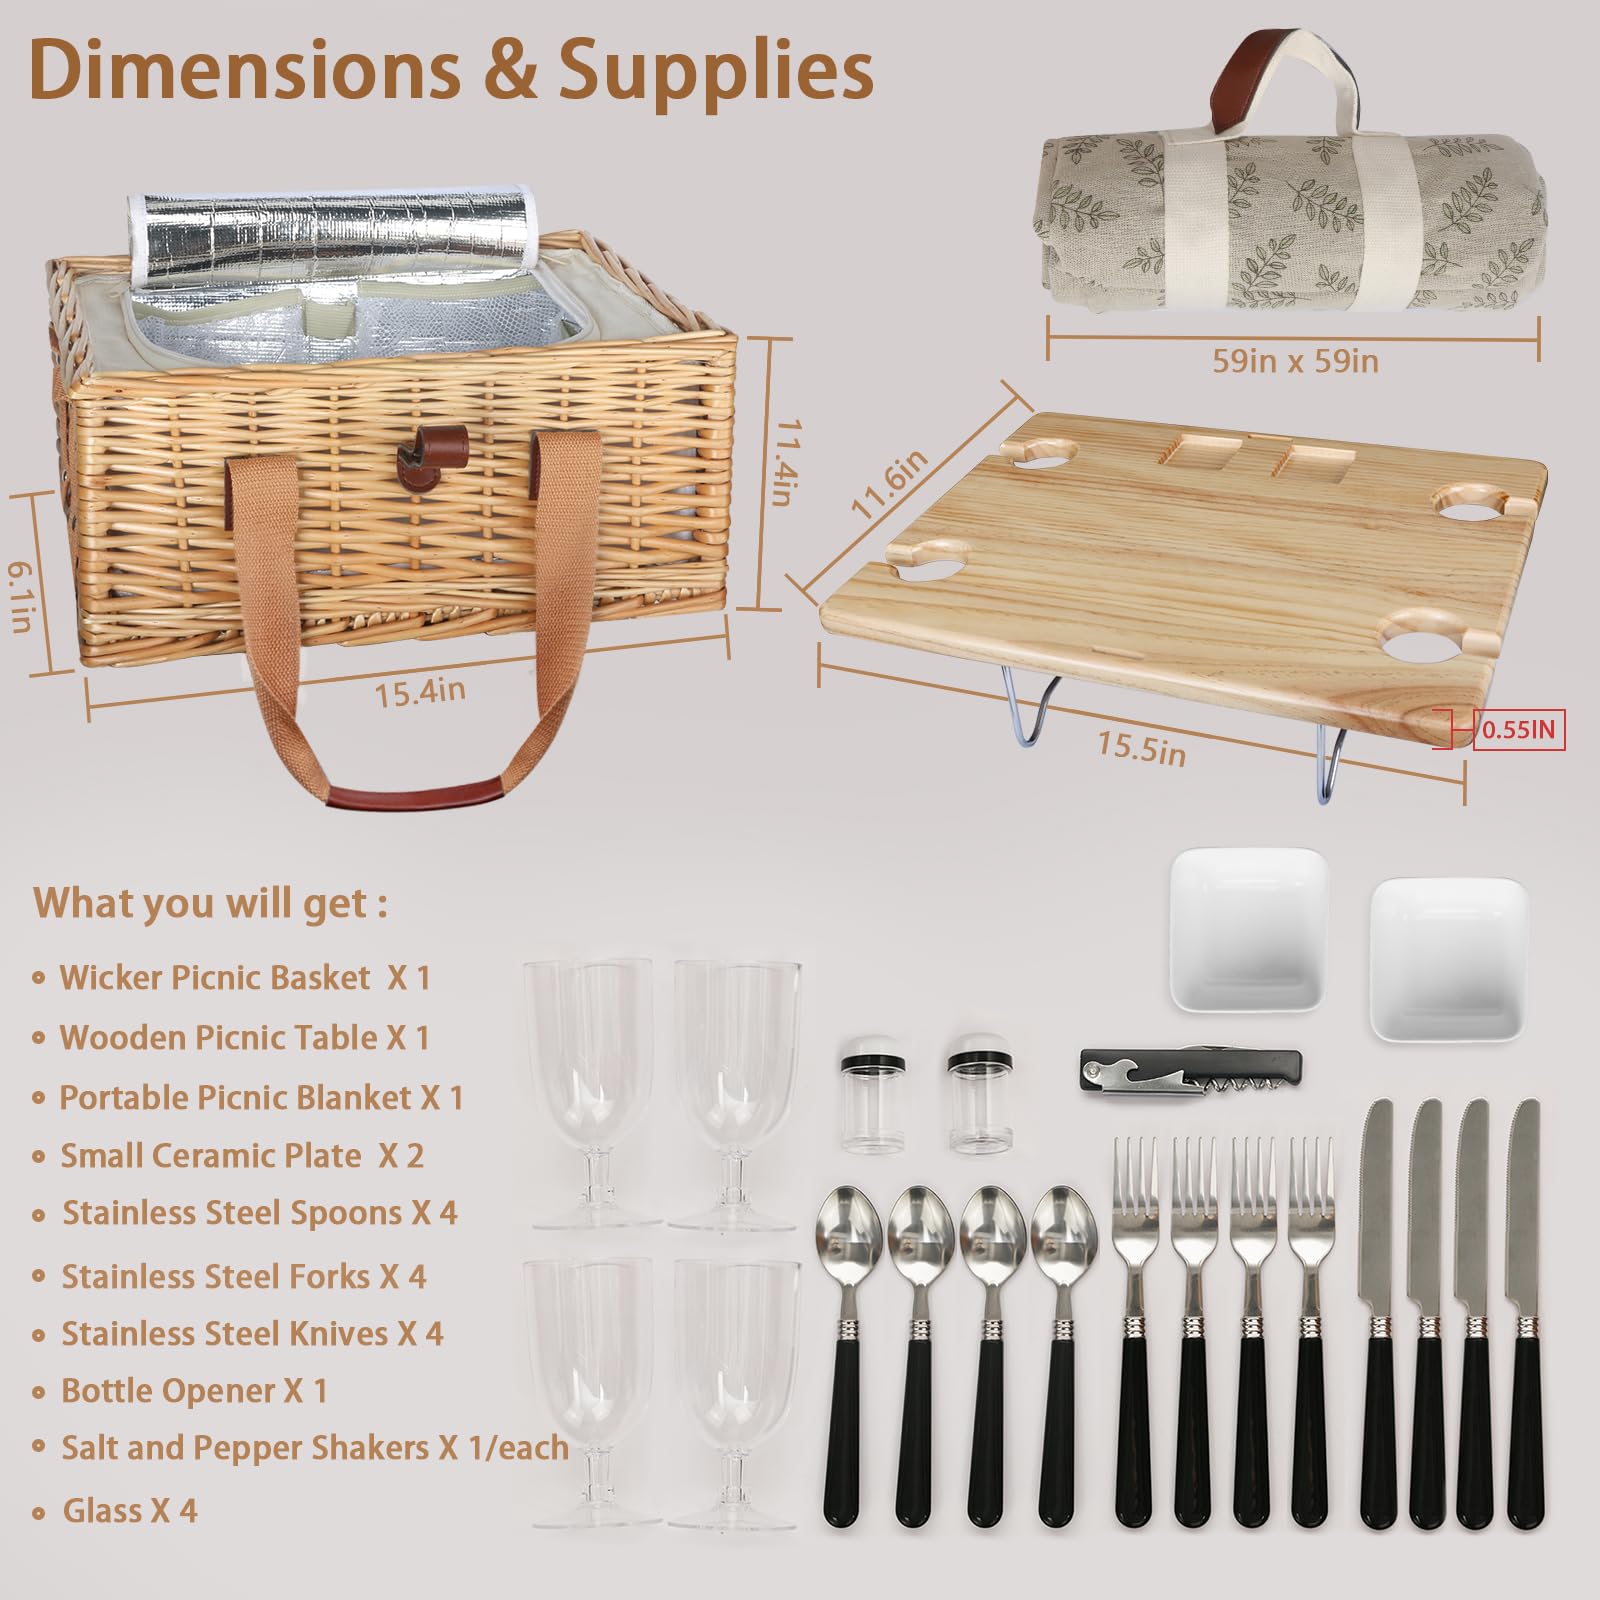 Dimensions & Supplies
59in x 59in
11.4in
6.1in
15.4in
11.6in
15.5in
0.55IN
What you will get :
Wicker Picnic Basket X 1
Wooden Picnic Table X 1
Portable Picnic Blanket X 1
Small Ceramic Plate X 2
Stainless Steel Spoons X 4
Stainless Steel Forks X 4
Stainless Steel Knives X 4
Bottle Opener X 1
Salt and Pepper Shakers X 1/each
Glass X 4